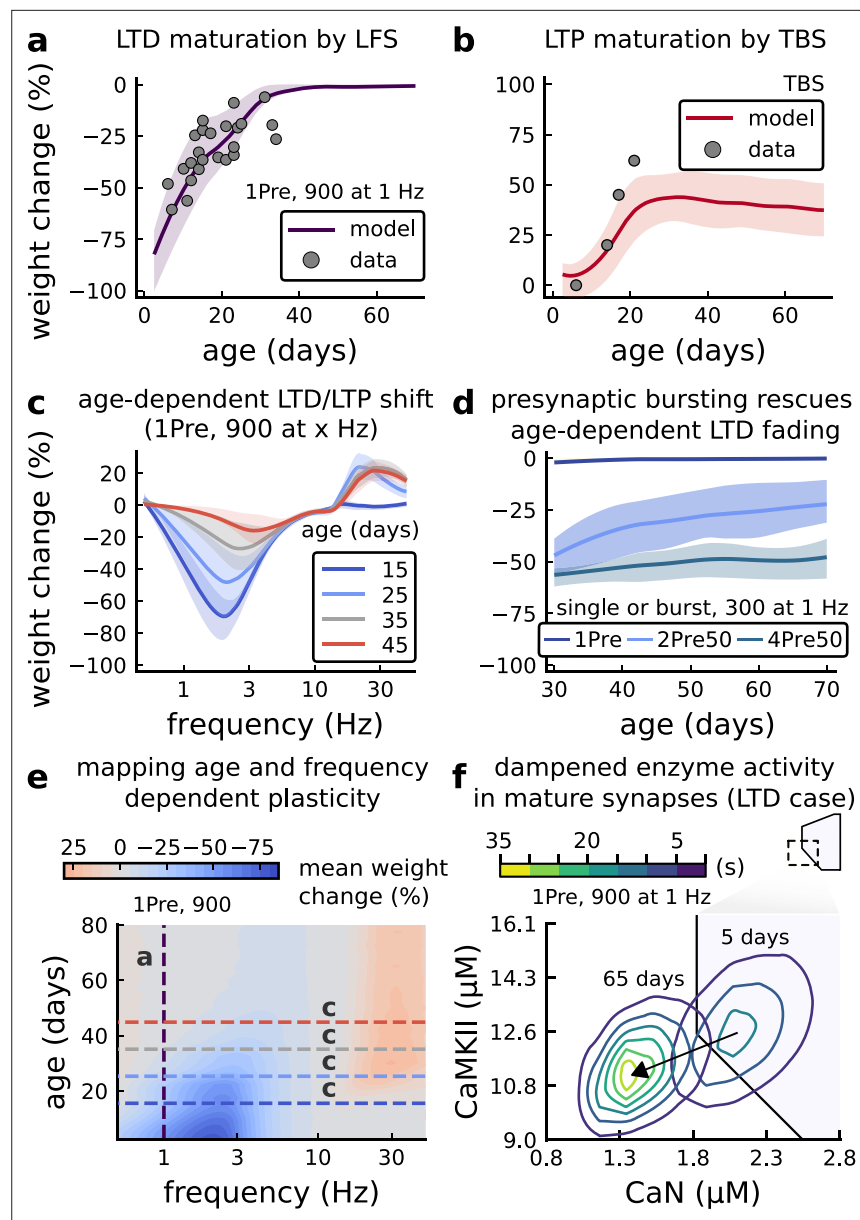 a LTD maturation by LFS
weight change (%)
0
−25
−50
−75
−100
1Pre, 900 at 1 Hz
model
data
0 20 40 60
age (days)
b LTP maturation by TBS
100
75
50
25
0
TBS
model
data
0 20 40 60
age (days)
c age-dependent LTD/LTP shift
(1Pre, 900 at x Hz)
weight change (%)
20
0
−20
−40
−60
−80
−100
age (days)
15
25
35
45
1 3 10 30
frequency (Hz)
d presynaptic bursting rescues
age-dependent LTD fading
0
−25
−50
−75
−100
single or burst, 300 at 1 Hz
1Pre 2Pre50 4Pre50
30 40 50 60 70
age (days)
e mapping age and frequency
dependent plasticity
25 0 −25 −50 −75
mean weight
change (%)
1Pre, 900
age (days)
80
60
40
20
a
c
c
c
c
1 3 10 30
frequency (Hz)
f dampened enzyme activity
in mature synapses (LTD case)
35 20 5
(s)
1Pre, 900 at 1 Hz
CaMKII (μM)
16.1
14.3
12.6
10.8
9.0
5 days
65 days
0.8 1.3 1.8 2.3 2.8
CaN (μM)